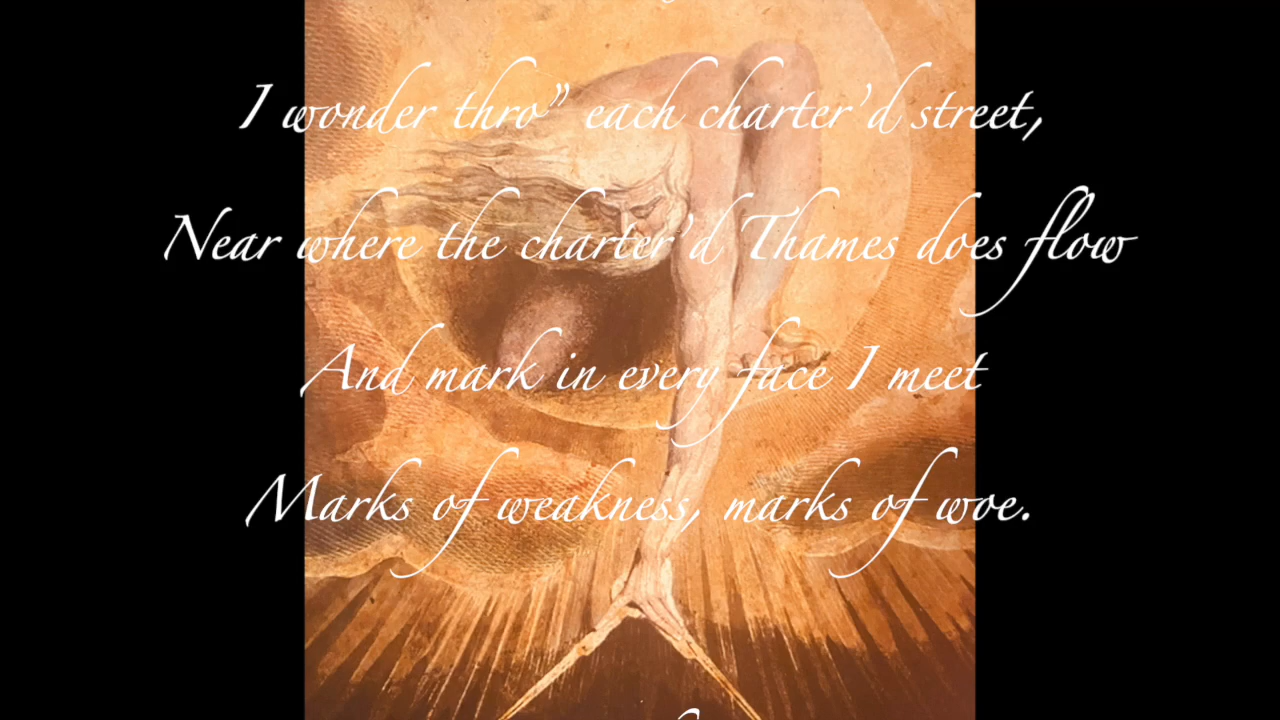 I wonder thro” each charter’d street,
Near where the charter’d Thames does flow
And mark in every face I meet
Marks of weakness, marks of woe.